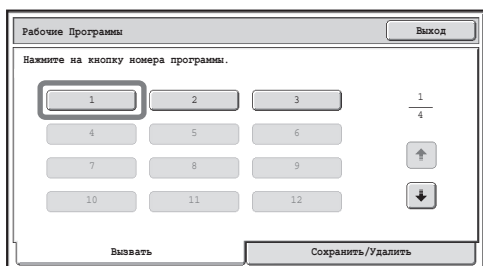 Рабочие Программы
Выход
Нажмите на кнопку номера программы.
1 2 3
1
4
4 5 6
7 8 9
10 11 12
Вызвать
Сохранить/Удалить